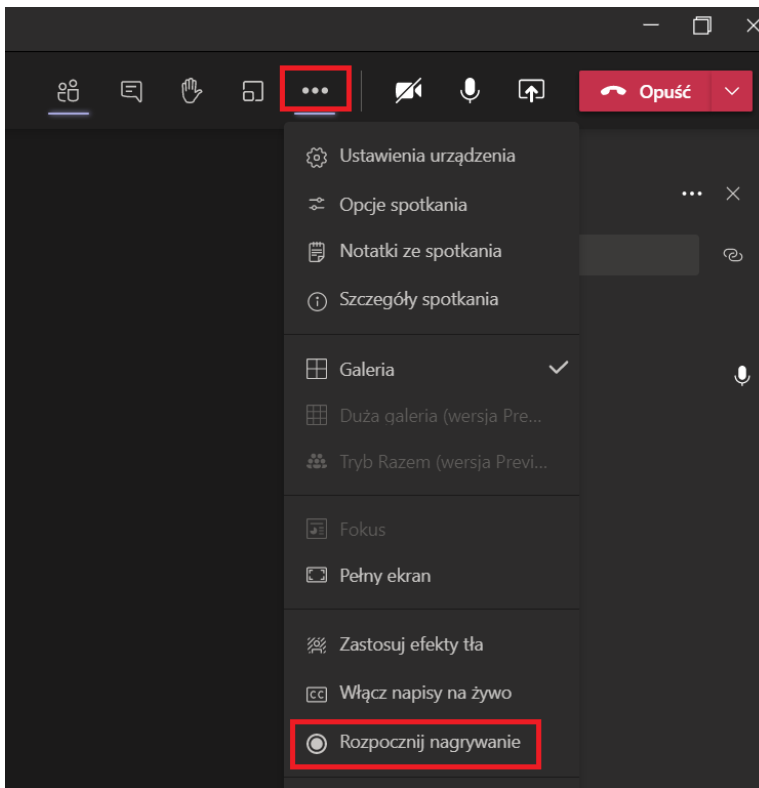 Opuść
Ustawienia urządzenia
Opcje spotkania
Notatki ze spotkania
Szczegóły spotkania
Galeria
Duża galeria (wersja Pre...
Tryb Razem (wersja Previ...
Fokus
Pełny ekran
Zastosuj efekty tła
CC Włącz napisy na żywo
Rozpocznij nagrywanie